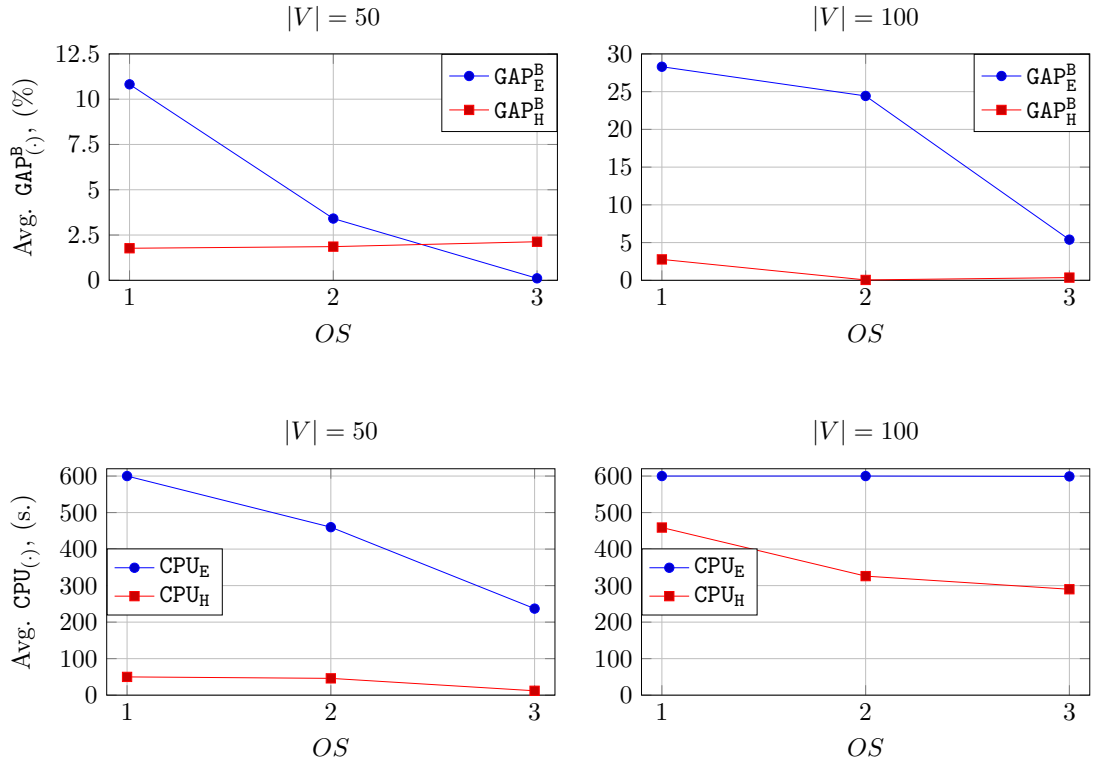 |V| = 50
Avg. GAP^B_(·), (%)
12.5
10
7.5
5
2.5
0
1
2
3
OS
GAP^B_E
GAP^B_H
|V| = 100
30
25
20
15
10
5
0
1
2
3
OS
GAP^B_E
GAP^B_H
|V| = 50
Avg. CPU_(·), (s.)
600
500
400
300
200
100
0
1
2
3
OS
CPU_E
CPU_H
|V| = 100
600
500
400
300
200
100
0
1
2
3
OS
CPU_E
CPU_H